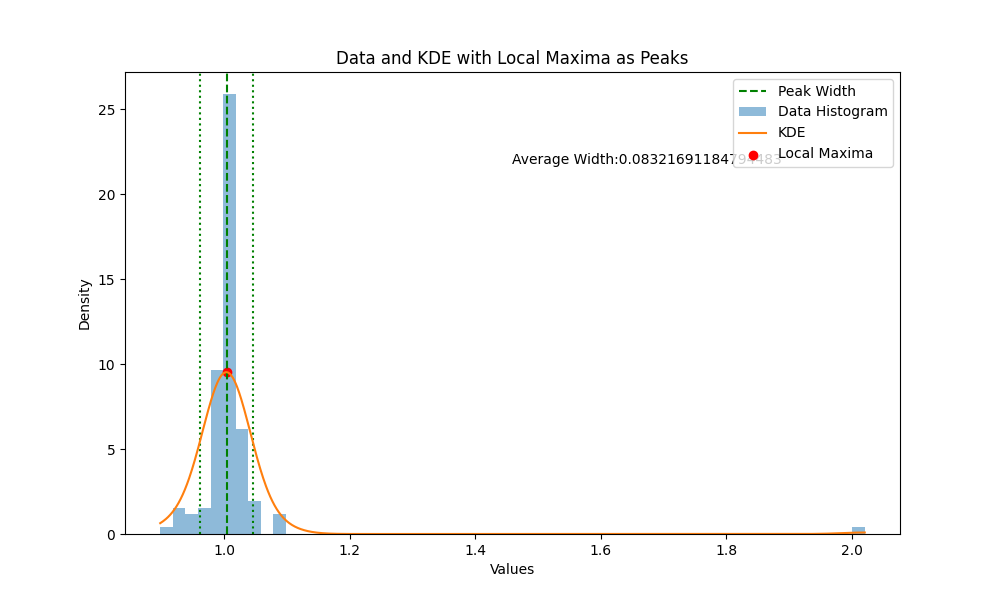 Data and KDE with Local Maxima as Peaks
Peak Width
Data Histogram
KDE
Local Maxima
Average Width:0.08321691184794483
Density
25
20
15
10
5
0
1.0
1.2
1.4
1.6
1.8
2.0
Values